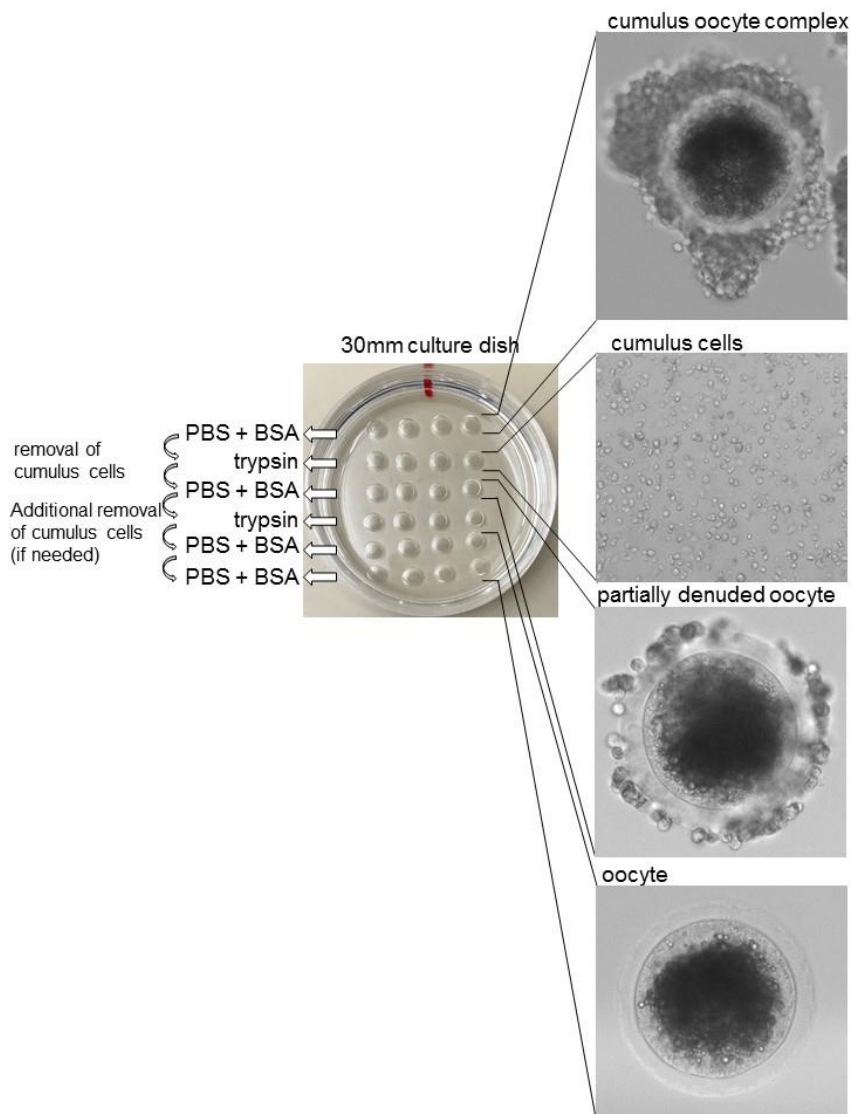 cumulus oocyte complex
30mm culture dish
cumulus cells
PBS + BSA
removal of
cumulus cells
trypsin
PBS + BSA
Additional removal
of cumulus cells
(if needed)
trypsin
PBS + BSA
PBS + BSA
partially denuded oocyte
oocyte